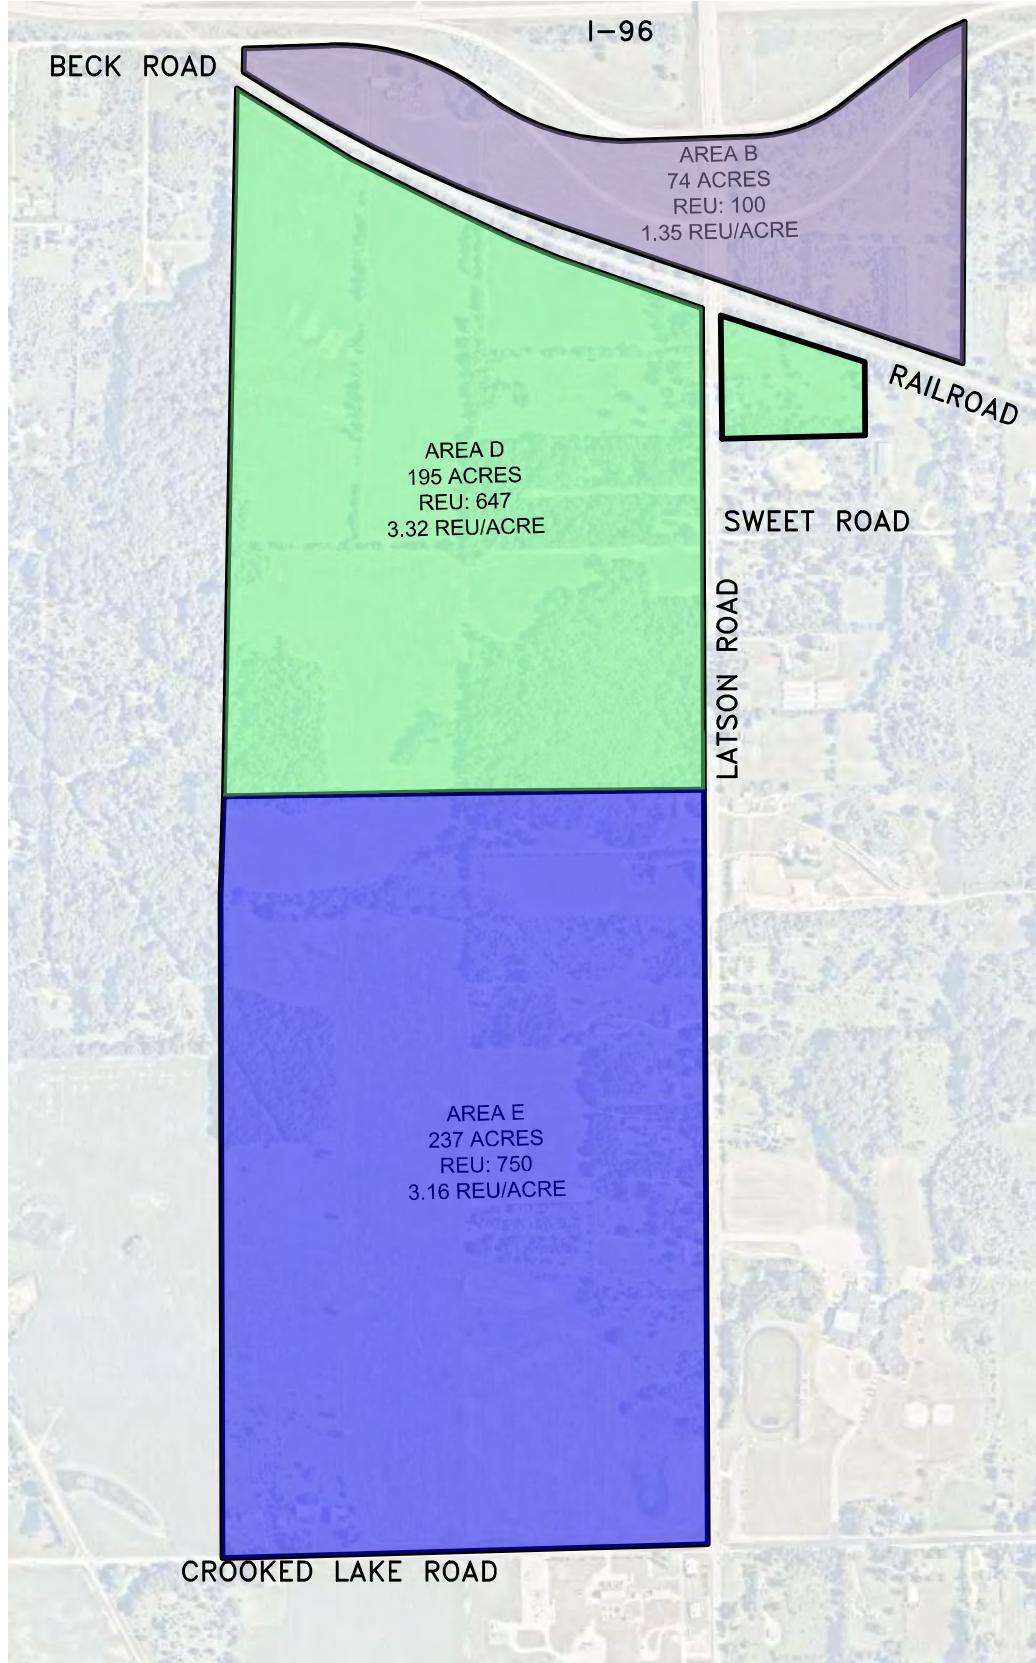 I-96
BECK ROAD
AREA B
74 ACRES
REU: 100
1.35 REU/ACRE
RAILROAD
AREA D
195 ACRES
REU: 647
3.32 REU/ACRE
SWEET ROAD
LATSON ROAD
AREA E
237 ACRES
REU: 750
3.16 REU/ACRE
CROOKED LAKE ROAD